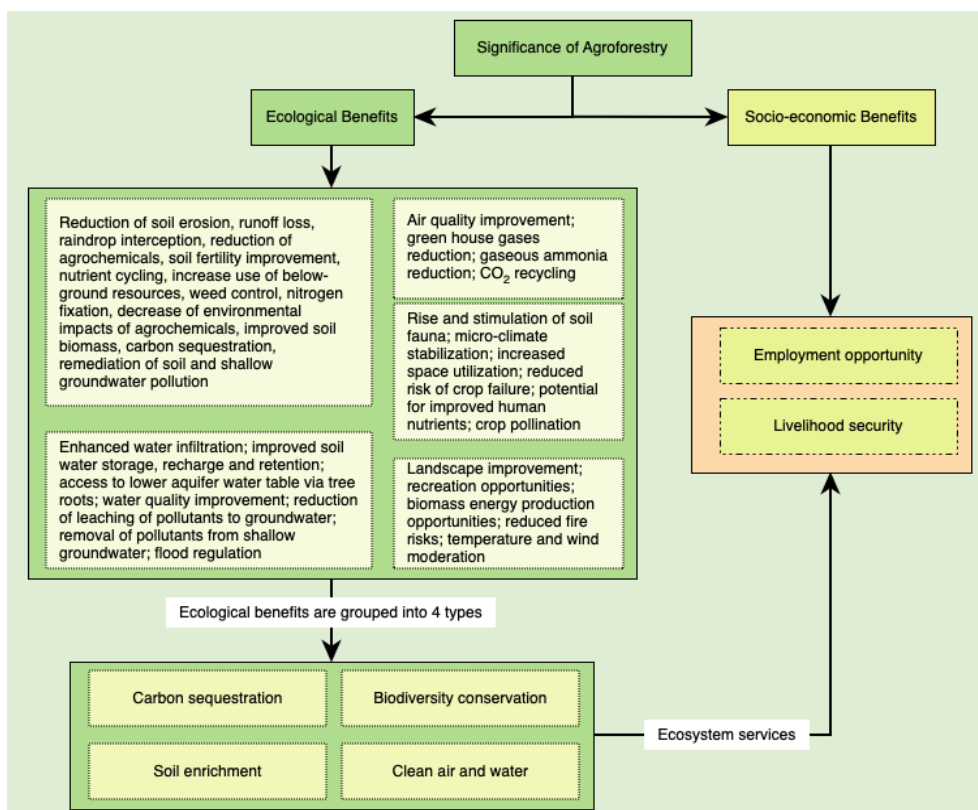 Significance of Agroforestry
Ecological Benefits
Socio-economic Benefits
Reduction of soil erosion, runoff loss,
raindrop interception, reduction of
agrochemicals, soil fertility improvement,
nutrient cycling, increase use of below-
ground resources, weed control, nitrogen
fixation, decrease of environmental
impacts of agrochemicals, improved soil
biomass, carbon sequestration,
remediation of soil and shallow
groundwater pollution
Air quality improvement;
green house gases
reduction; gaseous ammonia
reduction; CO₂ recycling
Rise and stimulation of soil
fauna; micro-climate
stabilization; increased
space utilization; reduced
risk of crop failure; potential
for improved human
nutrients; crop pollination
Enhanced water infiltration; improved soil
water storage, recharge and retention;
access to lower aquifer water table via tree
roots; water quality improvement; reduction
of leaching of pollutants to groundwater;
removal of pollutants from shallow
groundwater; flood regulation
Landscape improvement;
recreation opportunities;
biomass energy production
opportunities; reduced fire
risks; temperature and wind
moderation
Employment opportunity
Livelihood security
Ecological benefits are grouped into 4 types
Carbon sequestration
Biodiversity conservation
Soil enrichment
Clean air and water
Ecosystem services